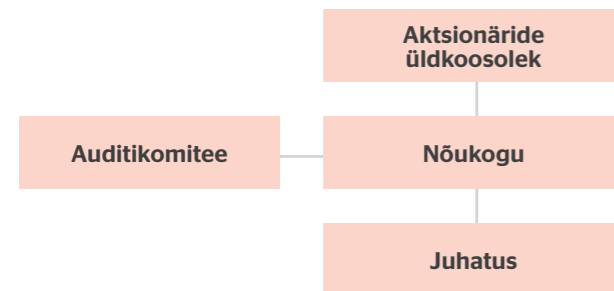 Aktsionäride
üldkoosolek
Auditikomitee
Nõukogu
Juhatus